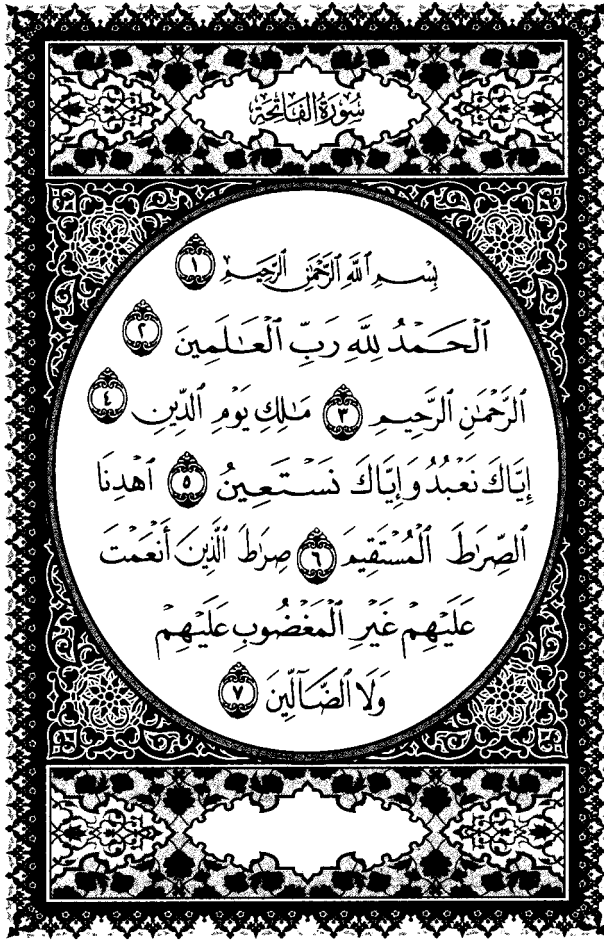 سُورَةُ الْفَاتِحَةِ
بِسْمِ ٱللَّهِ ٱلرَّحْمَٰنِ ٱلرَّحِيمِ ١
ٱلْحَمْدُ لِلَّهِ رَبِّ ٱلْعَٰلَمِينَ ٢
ٱلرَّحْمَٰنِ ٱلرَّحِيمِ ٣ مَٰلِكِ يَوْمِ ٱلدِّينِ ٤
إِيَّاكَ نَعْبُدُ وَإِيَّاكَ نَسْتَعِينُ ٥ ٱهْدِنَا
ٱلصِّرَٰطَ ٱلْمُسْتَقِيمَ ٦ صِرَٰطَ ٱلَّذِينَ أَنْعَمْتَ
عَلَيْهِمْ غَيْرِ ٱلْمَغْضُوبِ عَلَيْهِمْ
وَلَا ٱلضَّآلِّينَ ٧